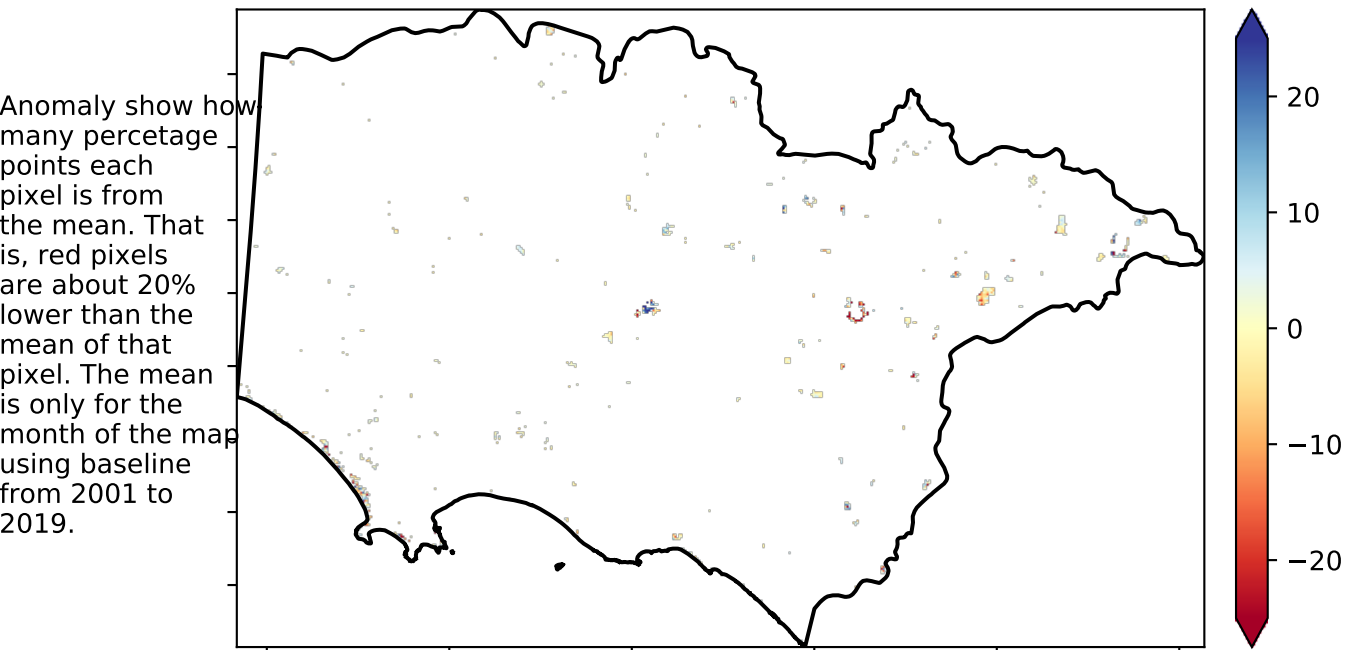 Anomaly show how
many percetage
points each
pixel is from
the mean. That
is, red pixels
are about 20%
lower than the
mean of that
pixel. The mean
is only for the
month of the map
using baseline
from 2001 to
2019.
20
10
0
−10
−20